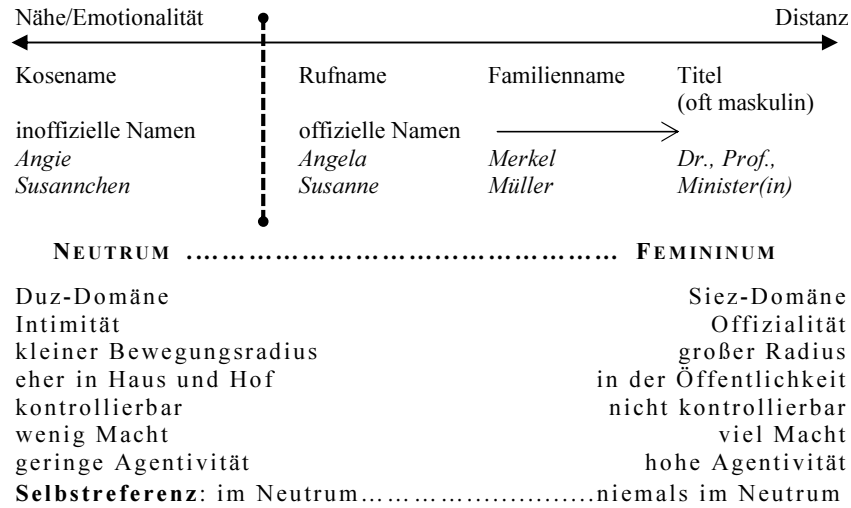 Nähe/Emotionalität Distanz
Kosename Rufname Familienname Titel
(oft maskulin)
inoffizielle Namen offizielle Namen
Angie Angela Merkel Dr., Prof.,
Susannchen Susanne Müller Minister(in)
NEUTRUM ................................................ FEMININUM
Duz-Domäne Siez-Domäne
Intimität Offizialität
kleiner Bewegungsradius großer Radius
eher in Haus und Hof in der Öffentlichkeit
kontrollierbar nicht kontrollierbar
wenig Macht viel Macht
geringe Agentivität hohe Agentivität
Selbstreferenz: im Neutrum…………..............niemals im Neutrum